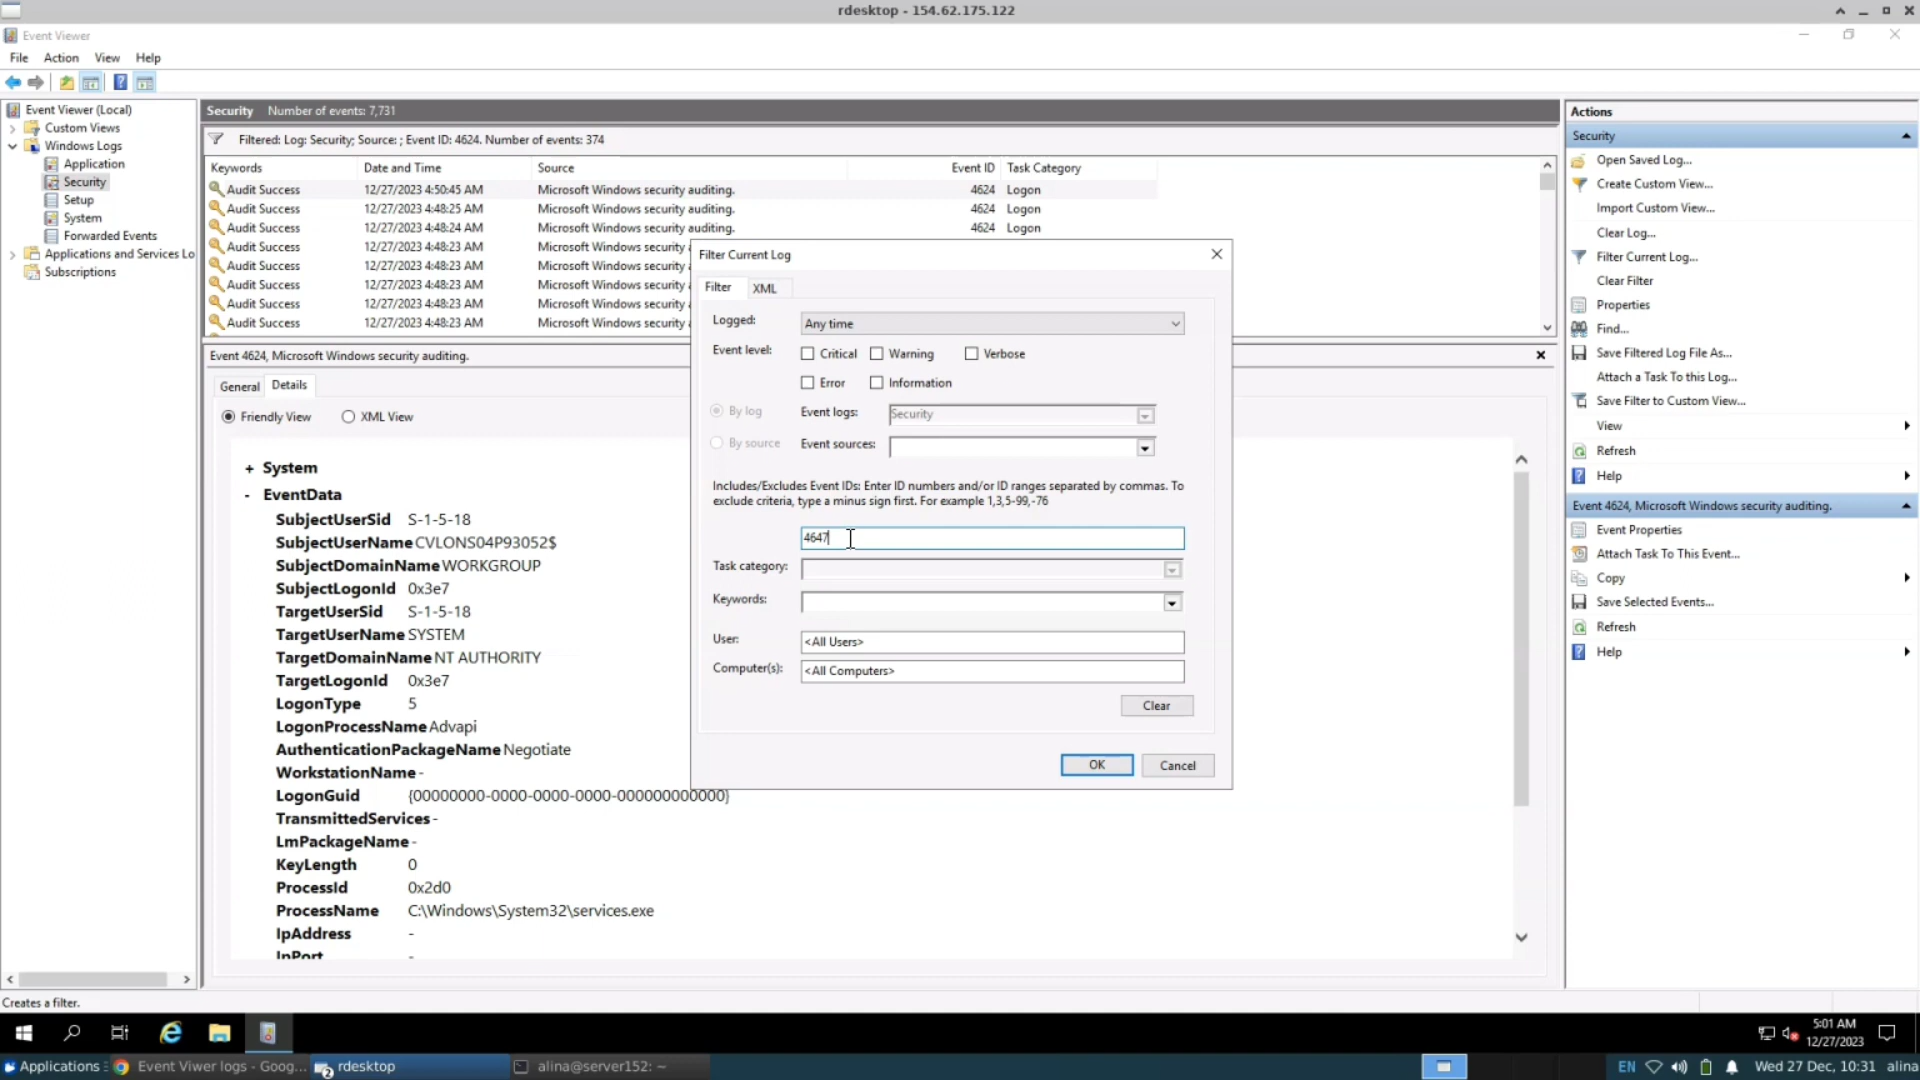 rdesktop - 154.62.175.122
Event Viewer
File Action View Help
Event Viewer (Local)
Custom Views
Windows Logs
Application
Security
Setup
System
Forwarded Events
Applications and Services Lo
Subscriptions
Security Number of events: 7,731
Filtered: Log: Security; Source: ; Event ID: 4624. Number of events: 374
Keywords Date and Time Source Event ID Task Category
Audit Success 12/27/2023 4:50:45 AM Microsoft Windows security auditing. 4624 Logon
Audit Success 12/27/2023 4:48:25 AM Microsoft Windows security auditing. 4624 Logon
Audit Success 12/27/2023 4:48:24 AM Microsoft Windows security auditing. 4624 Logon
Audit Success 12/27/2023 4:48:23 AM Microsoft Windows security
Audit Success 12/27/2023 4:48:23 AM Microsoft Windows security
Audit Success 12/27/2023 4:48:23 AM Microsoft Windows security
Audit Success 12/27/2023 4:48:23 AM Microsoft Windows security
Audit Success 12/27/2023 4:48:23 AM Microsoft Windows security
Event 4624, Microsoft Windows security auditing.
General Details
Friendly View XML View
+ System
- EventData
SubjectUserSid S-1-5-18
SubjectUserName CVLONS04P93052$
SubjectDomainName WORKGROUP
SubjectLogonId 0x3e7
TargetUserSid S-1-5-18
TargetUserName SYSTEM
TargetDomainName NT AUTHORITY
TargetLogonId 0x3e7
LogonType 5
LogonProcessName Advapi
AuthenticationPackageName Negotiate
WorkstationName -
LogonGuid {00000000-0000-0000-0000-000000000000}
TransmittedServices -
LmPackageName -
KeyLength 0
ProcessId 0x2d0
ProcessName C:\Windows\System32\services.exe
IpAddress -
IpPort -
Filter Current Log
Filter XML
Logged: Any time
Event level: Critical Warning Verbose
Error Information
By log Event logs: Security
By source Event sources:
Includes/Excludes Event IDs: Enter ID numbers and/or ID ranges separated by commas. To
exclude criteria, type a minus sign first. For example 1,3,5-99,-76
4647
Task category:
Keywords:
User: <All Users>
Computer(s): <All Computers>
Clear
OK Cancel
Actions
Security
Open Saved Log...
Create Custom View...
Import Custom View...
Clear Log...
Filter Current Log...
Clear Filter
Properties
Find...
Save Filtered Log File As...
Attach a Task To this Log...
Save Filter to Custom View...
View
Refresh
Help
Event 4624, Microsoft Windows security auditing.
Event Properties
Attach Task To This Event...
Copy
Save Selected Events...
Refresh
Help
Creates a filter.
5:01 AM
12/27/2023
Applications Event Viwer logs - Goog... 2 rdesktop alina@server152: ~ EN Wed 27 Dec, 10:31 alina